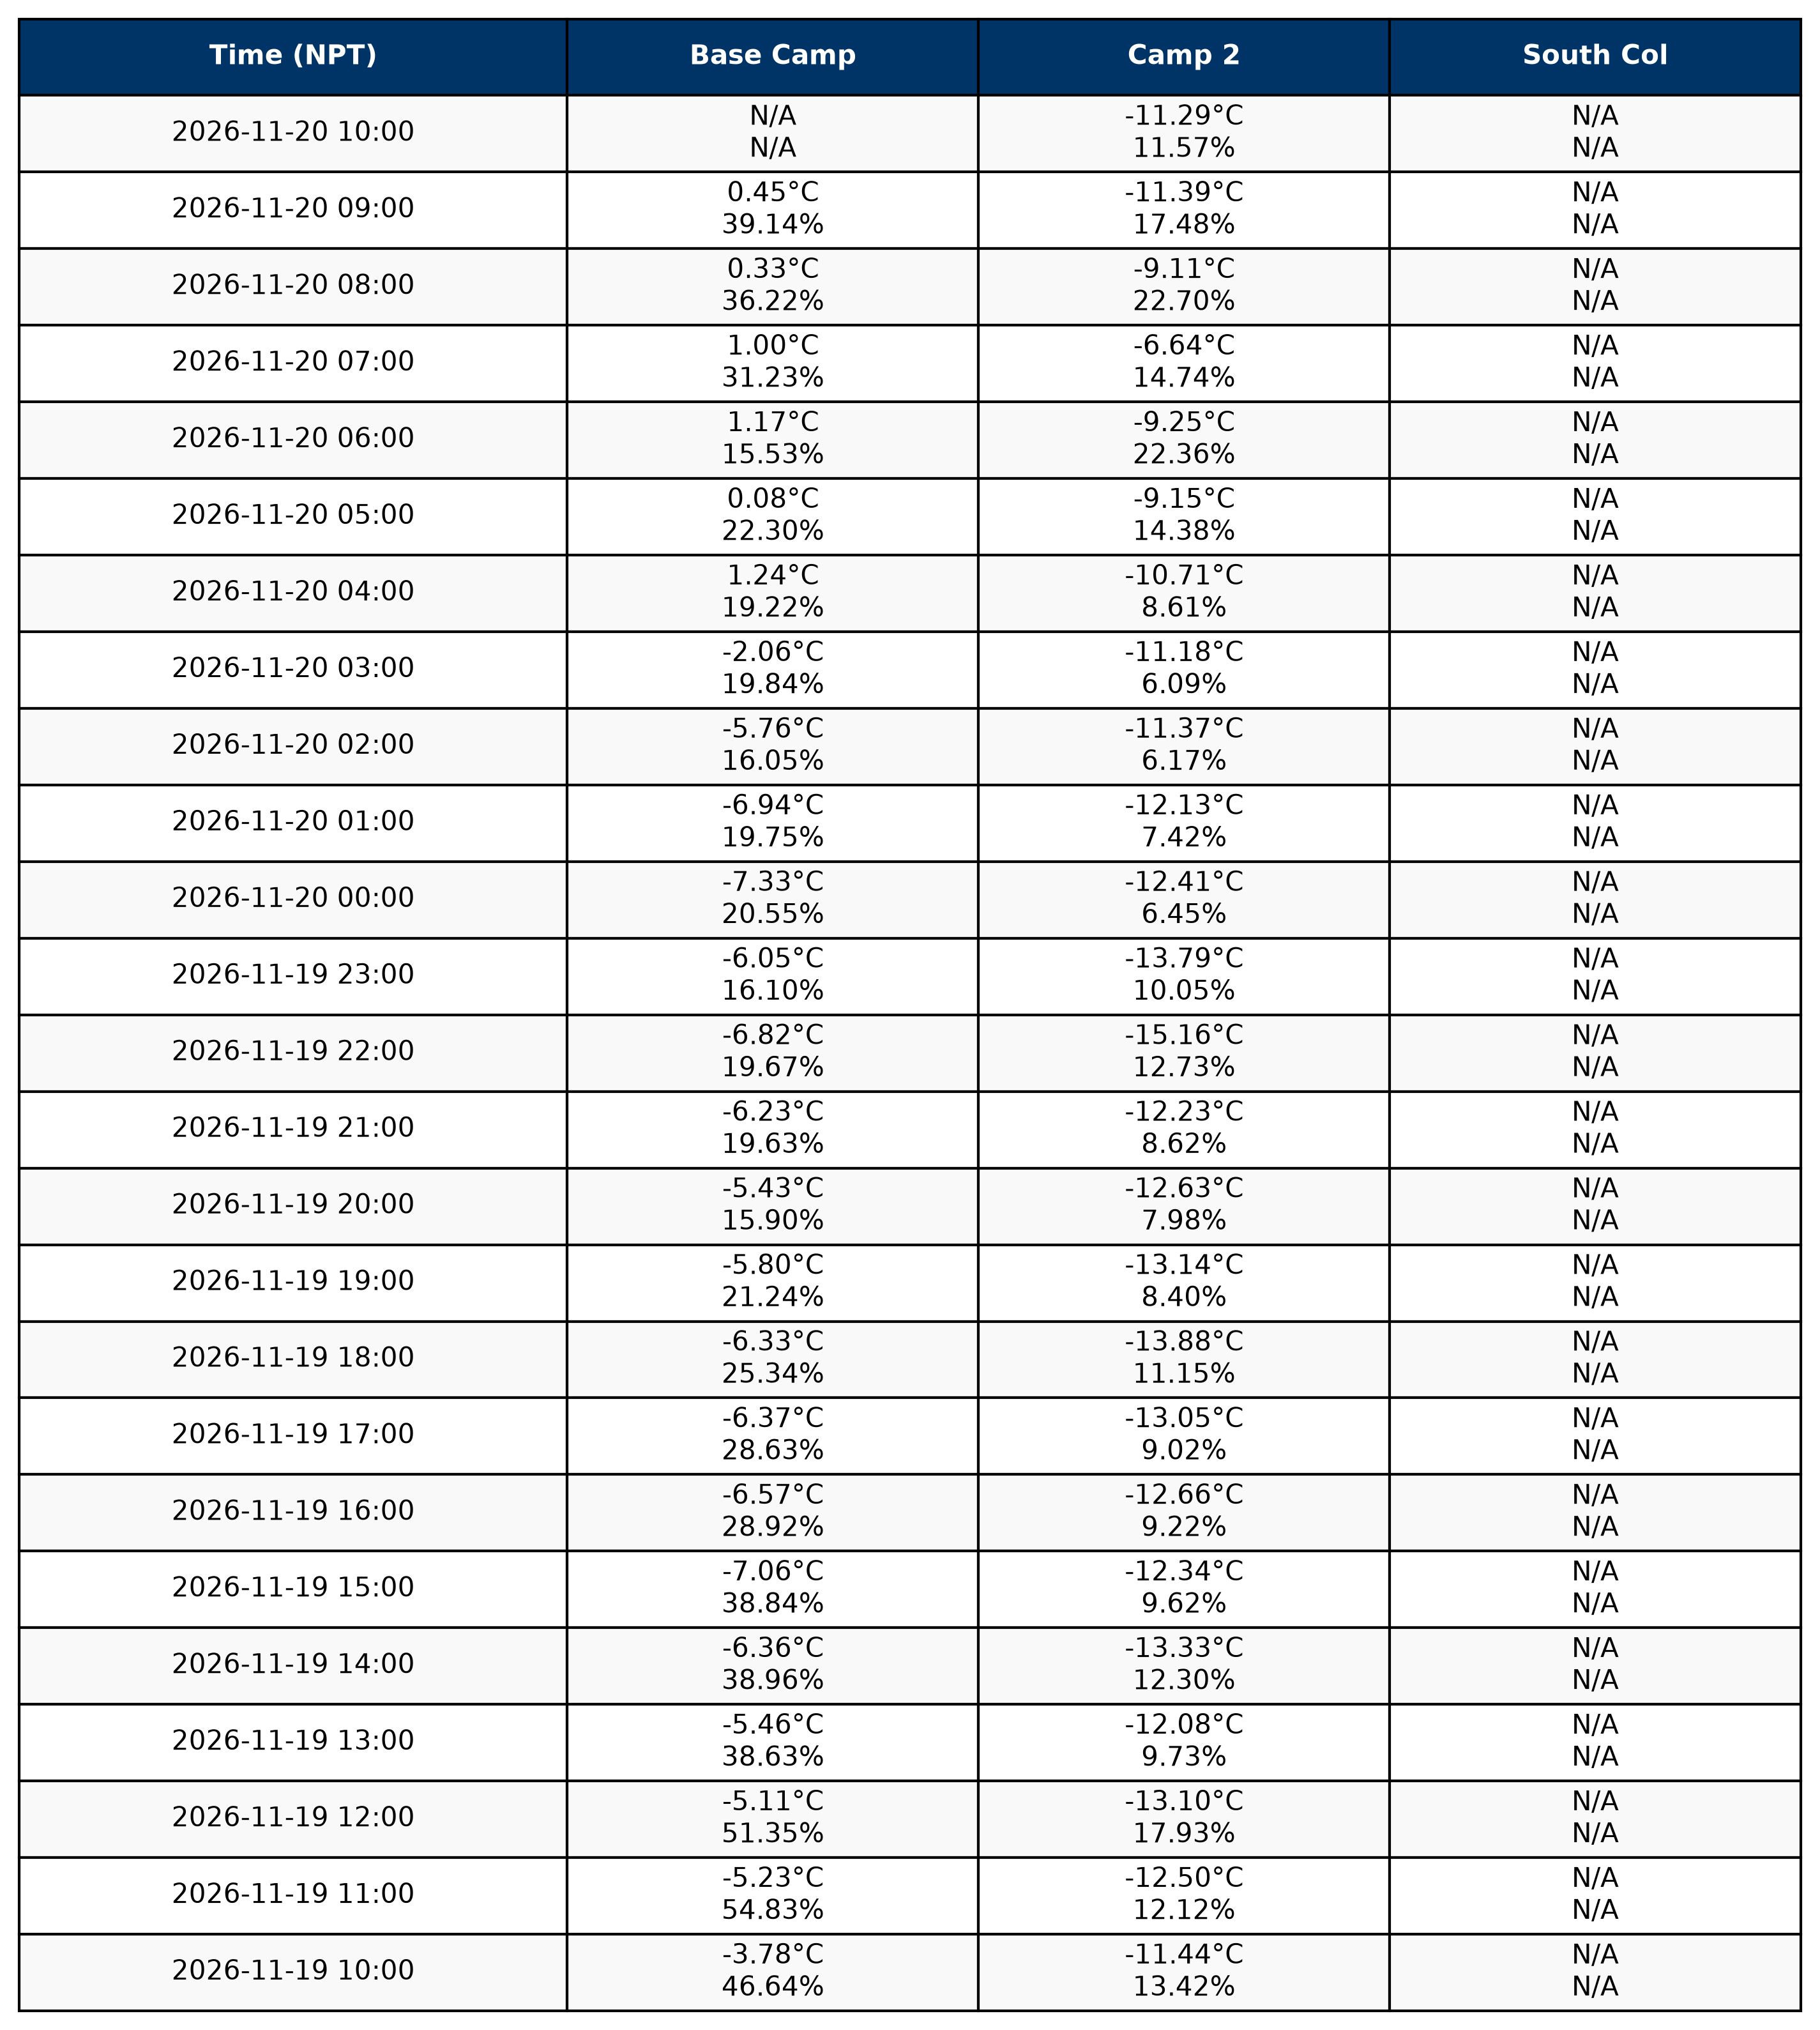 Time (NPT) Base Camp Camp 2 South Col
2026-11-20 10:00 N/A -11.29°C N/A
N/A 11.57% N/A
2026-11-20 09:00 0.45°C -11.39°C N/A
39.14% 17.48% N/A
2026-11-20 08:00 0.33°C -9.11°C N/A
36.22% 22.70% N/A
2026-11-20 07:00 1.00°C -6.64°C N/A
31.23% 14.74% N/A
2026-11-20 06:00 1.17°C -9.25°C N/A
15.53% 22.36% N/A
2026-11-20 05:00 0.08°C -9.15°C N/A
22.30% 14.38% N/A
2026-11-20 04:00 1.24°C -10.71°C N/A
19.22% 8.61% N/A
2026-11-20 03:00 -2.06°C -11.18°C N/A
19.84% 6.09% N/A
2026-11-20 02:00 -5.76°C -11.37°C N/A
16.05% 6.17% N/A
2026-11-20 01:00 -6.94°C -12.13°C N/A
19.75% 7.42% N/A
2026-11-20 00:00 -7.33°C -12.41°C N/A
20.55% 6.45% N/A
2026-11-19 23:00 -6.05°C -13.79°C N/A
16.10% 10.05% N/A
2026-11-19 22:00 -6.82°C -15.16°C N/A
19.67% 12.73% N/A
2026-11-19 21:00 -6.23°C -12.23°C N/A
19.63% 8.62% N/A
2026-11-19 20:00 -5.43°C -12.63°C N/A
15.90% 7.98% N/A
2026-11-19 19:00 -5.80°C -13.14°C N/A
21.24% 8.40% N/A
2026-11-19 18:00 -6.33°C -13.88°C N/A
25.34% 11.15% N/A
2026-11-19 17:00 -6.37°C -13.05°C N/A
28.63% 9.02% N/A
2026-11-19 16:00 -6.57°C -12.66°C N/A
28.92% 9.22% N/A
2026-11-19 15:00 -7.06°C -12.34°C N/A
38.84% 9.62% N/A
2026-11-19 14:00 -6.36°C -13.33°C N/A
38.96% 12.30% N/A
2026-11-19 13:00 -5.46°C -12.08°C N/A
38.63% 9.73% N/A
2026-11-19 12:00 -5.11°C -13.10°C N/A
51.35% 17.93% N/A
2026-11-19 11:00 -5.23°C -12.50°C N/A
54.83% 12.12% N/A
2026-11-19 10:00 -3.78°C -11.44°C N/A
46.64% 13.42% N/A